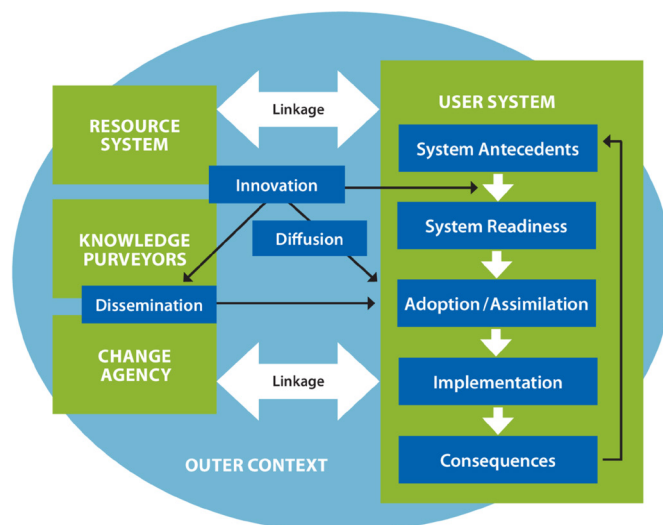 Linkage
USER SYSTEM
RESOURCE
SYSTEM
System Antecedents
Innovation
System Readiness
Diffusion
KNOWLEDGE
PURVEYORS
Dissemination
Adoption/Assimilation
CHANGE
AGENCY
Linkage
Implementation
OUTER CONTEXT
Consequences